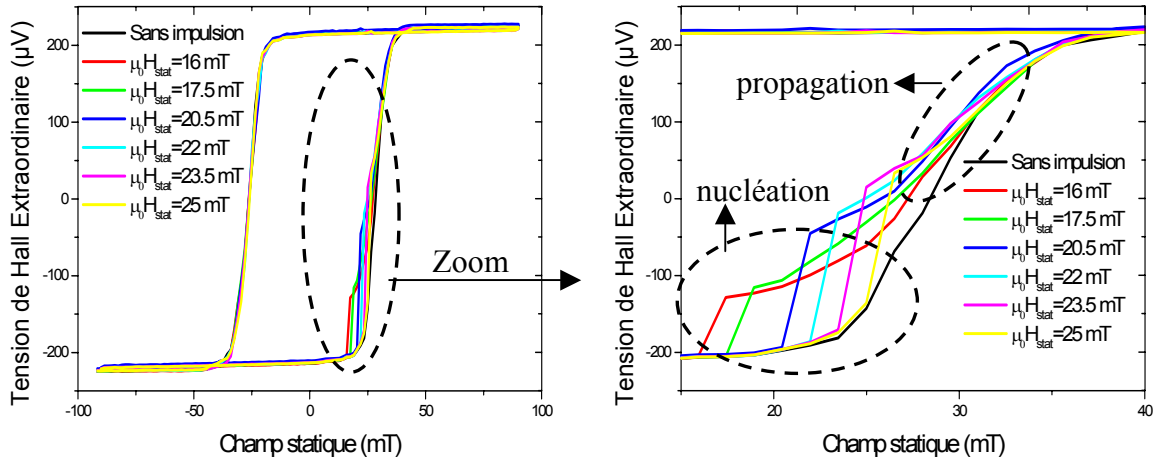 Tension de Hall Extraordinaire (µV)
200
100
0
-100
-200
-100
-50
0
50
100
Champ statique (mT)
Sans impulsion
µ₀Hstat=16 mT
µ₀Hstat=17.5 mT
µ₀Hstat=20.5 mT
µ₀Hstat=22 mT
µ₀Hstat=23.5 mT
µ₀Hstat=25 mT
Zoom
Tension de Hall Extraordinaire (µV)
200
100
0
-100
-200
20
30
40
Champ statique (mT)
propagation
nucléation
Sans impulsion
µ₀Hstat=16 mT
µ₀Hstat=17.5 mT
µ₀Hstat=20.5 mT
µ₀Hstat=22 mT
µ₀Hstat=23.5 mT
µ₀Hstat=25 mT